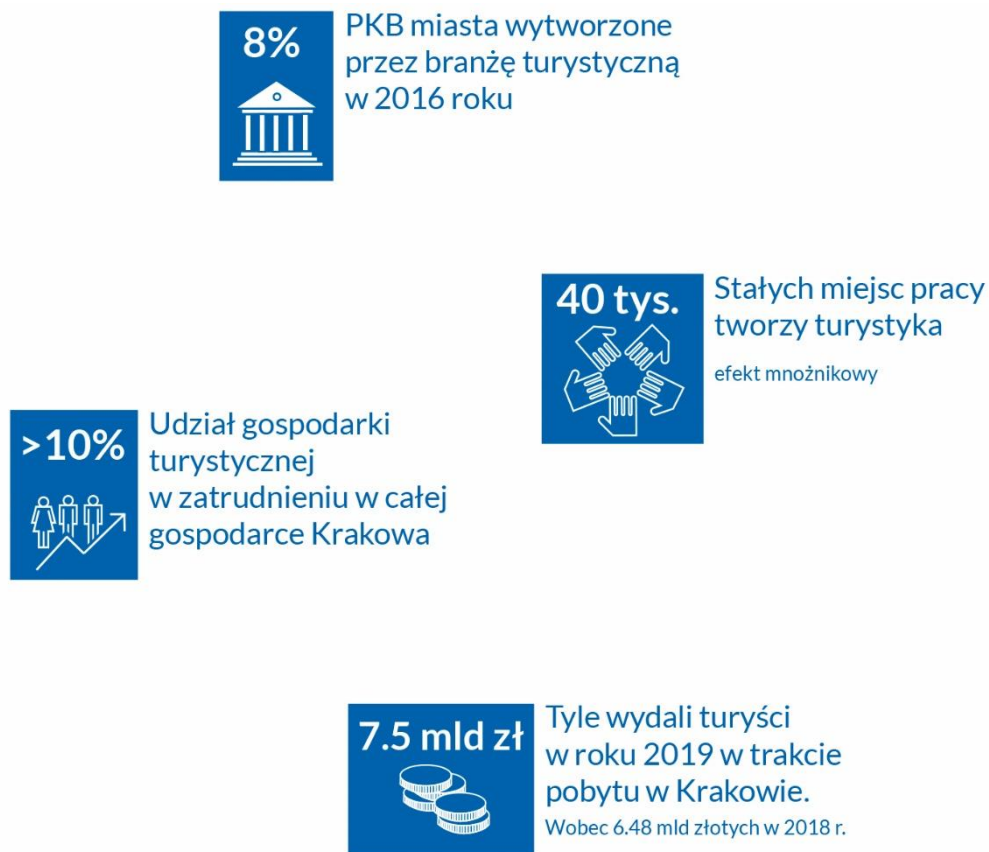 8%
PKB miasta wytworzone
przez branżę turystyczną
w 2016 roku
40 tys.
Stałych miejsc pracy
tworzy turystyka
efekt mnożnikowy
>10%
Udział gospodarki
turystycznej
w zatrudnieniu w całej
gospodarce Krakowa
7.5 mld zł
Tyle wydali turyści
w roku 2019 w trakcie
pobytu w Krakowie.
Wobec 6.48 mld złotych w 2018 r.